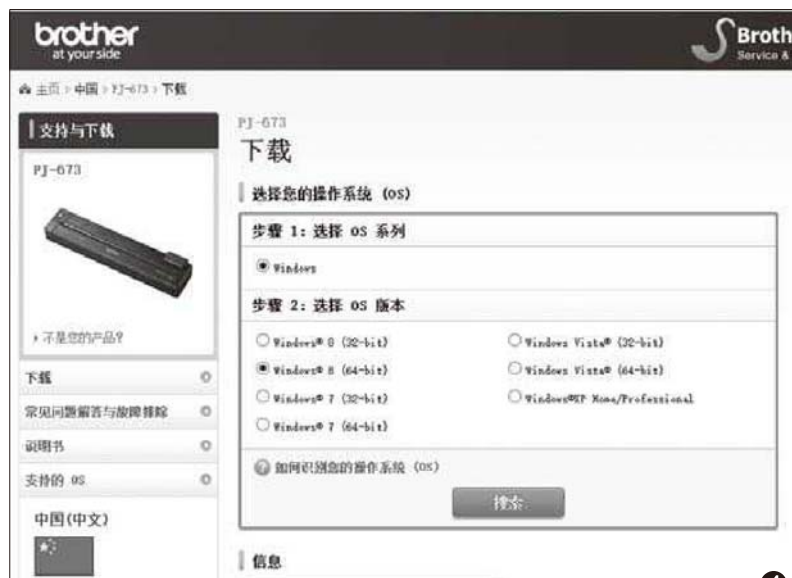 brother
at your side
Broth
Service &
主页 > 中国 > PJ-673 > 下载
支持与下载
PJ-673
不是您的产品?
下载
常见问题解答与故障排除
说明书
支持的 OS
中国(中文)
PJ-673
下载
选择您的操作系统 (OS)
步骤 1: 选择 OS 系列
Windows
步骤 2: 选择 OS 版本
Windows® 8 (32-bit)
Windows Vista® (32-bit)
Windows® 8 (64-bit)
Windows Vista® (64-bit)
Windows® 7 (32-bit)
Windows®XP Home/Professional
Windows® 7 (64-bit)
如何识别您的操作系统 (OS)
搜索
信息